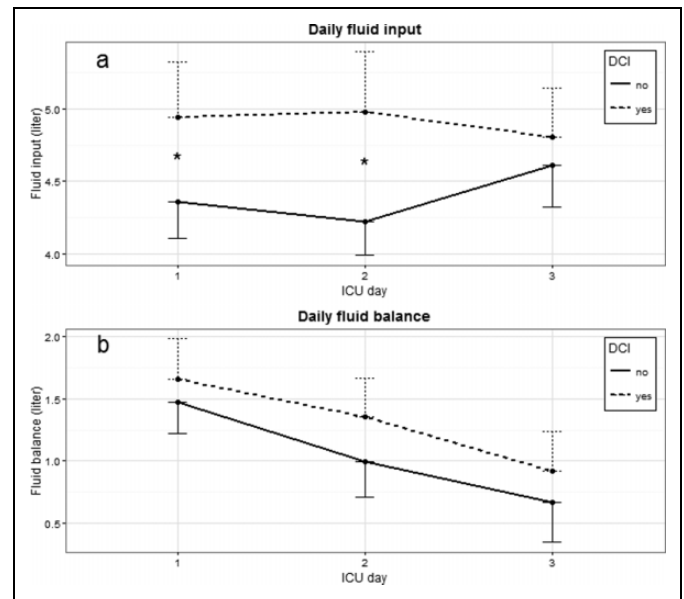 Daily fluid input
a
DCI
no
yes
Fluid input (liter)
5.0
4.5
4.0
*
*
1 2 3
ICU day
Daily fluid balance
b
DCI
no
yes
Fluid balance (liter)
2.0
1.5
1.0
0.5
1 2 3
ICU day